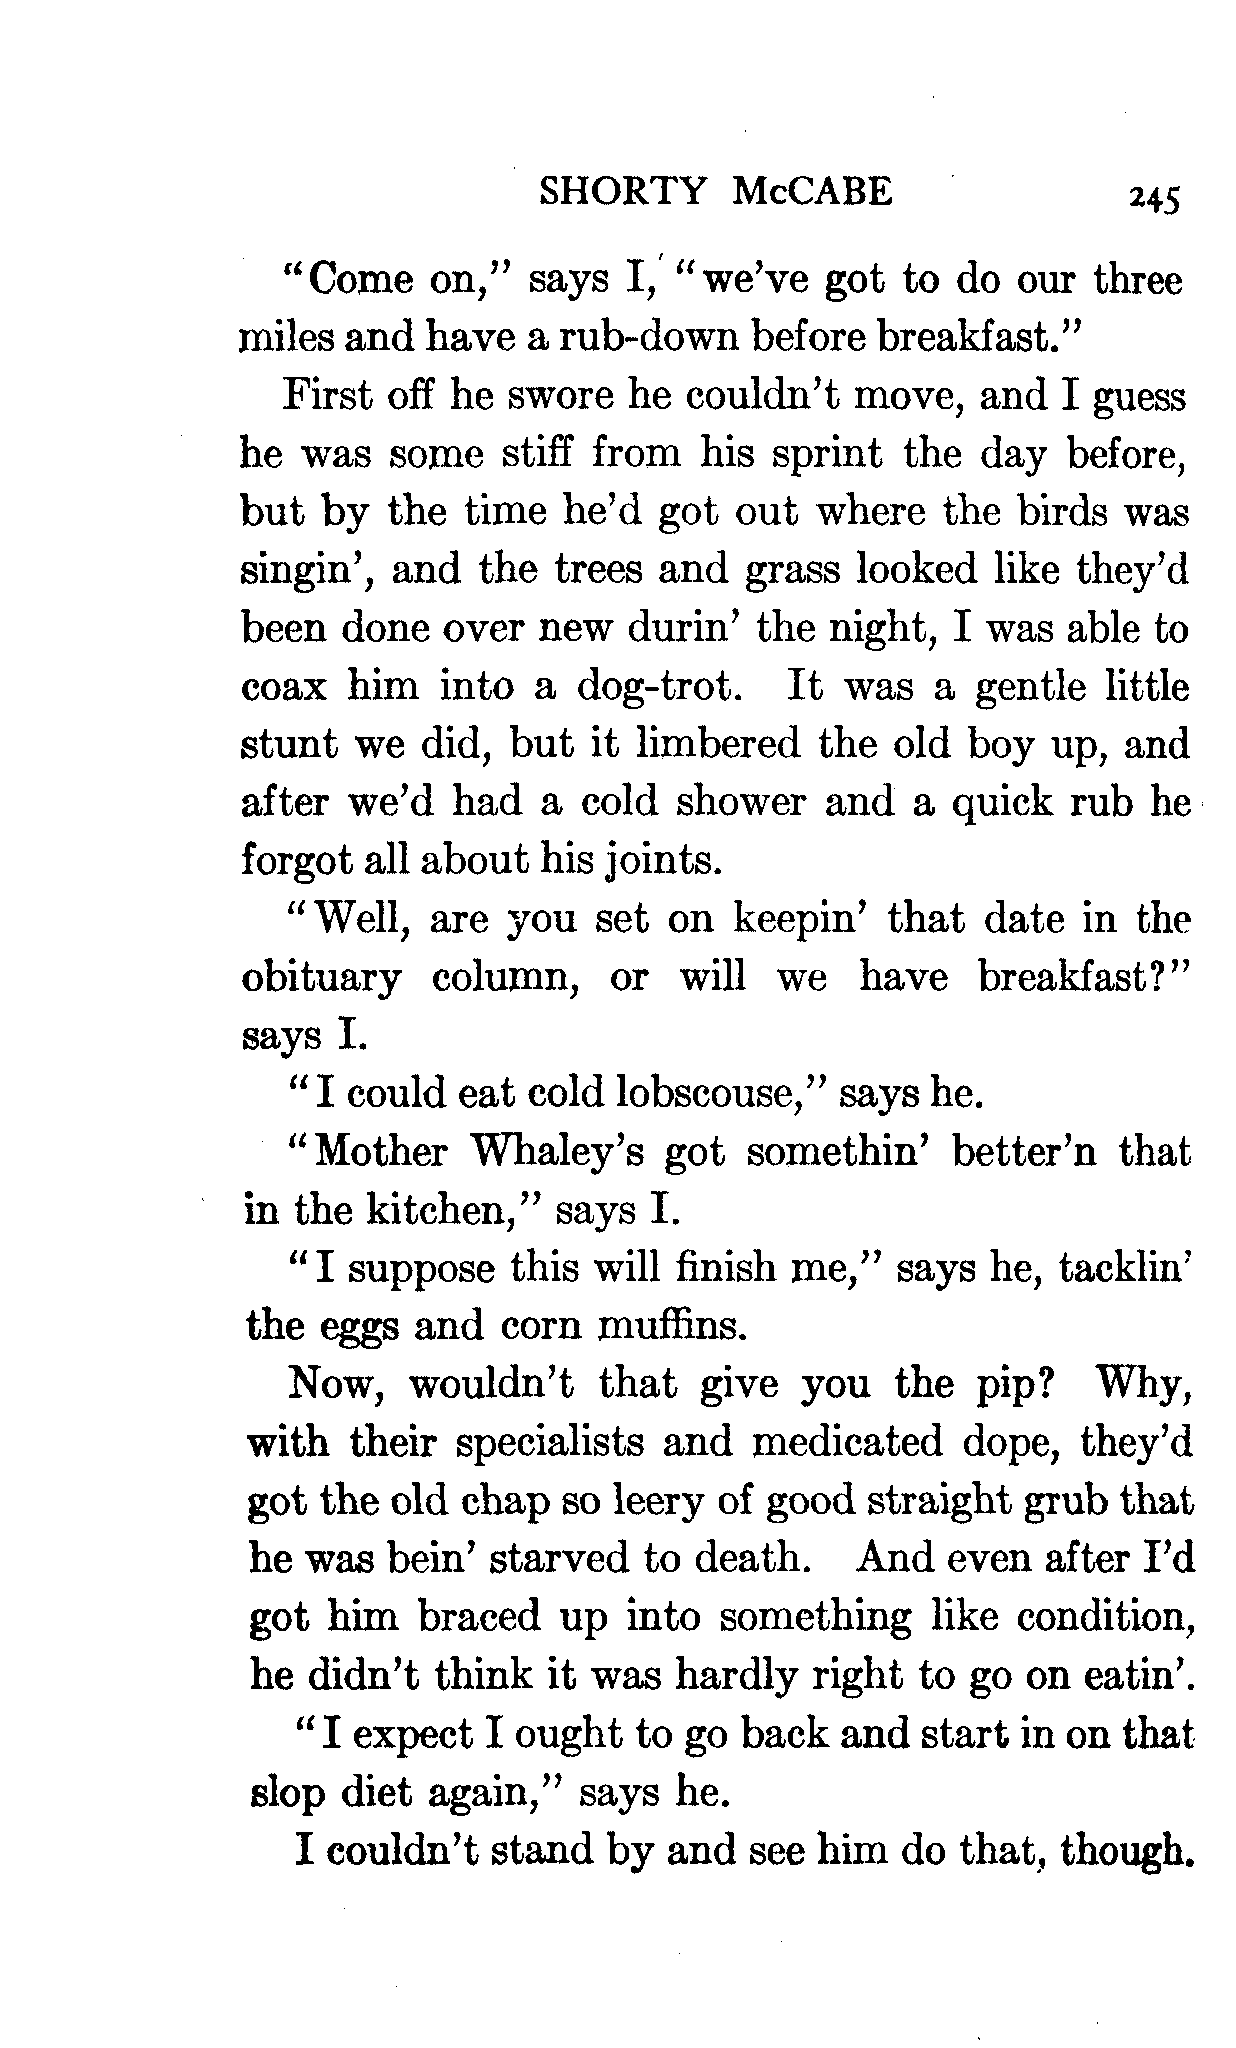 SHORTY McCABE 245
"Come on," says I, "we've got to do our three
miles and have a rub-down before breakfast."
First off he swore he couldn't move, and I guess
he was some stiff from his sprint the day before,
but by the time he'd got out where the birds was
singin', and the trees and grass looked like they'd
been done over new durin' the night, I was able to
coax him into a dog-trot. It was a gentle little
stunt we did, but it limbered the old boy up, and
after we'd had a cold shower and a quick rub he
forgot all about his joints.
"Well, are you set on keepin' that date in the
obituary column, or will we have breakfast?"
says I.
"I could eat cold lobscouse," says he.
"Mother Whaley's got somethin' better'n that
in the kitchen," says I.
"I suppose this will finish me," says he, tacklin'
the eggs and corn muffins.
Now, wouldn't that give you the pip? Why,
with their specialists and medicated dope, they'd
got the old chap so leery of good straight grub that
he was bein' starved to death. And even after I'd
got him braced up into something like condition,
he didn't think it was hardly right to go on eatin'.
"I expect I ought to go back and start in on that
slop diet again," says he.
I couldn't stand by and see him do that, though.